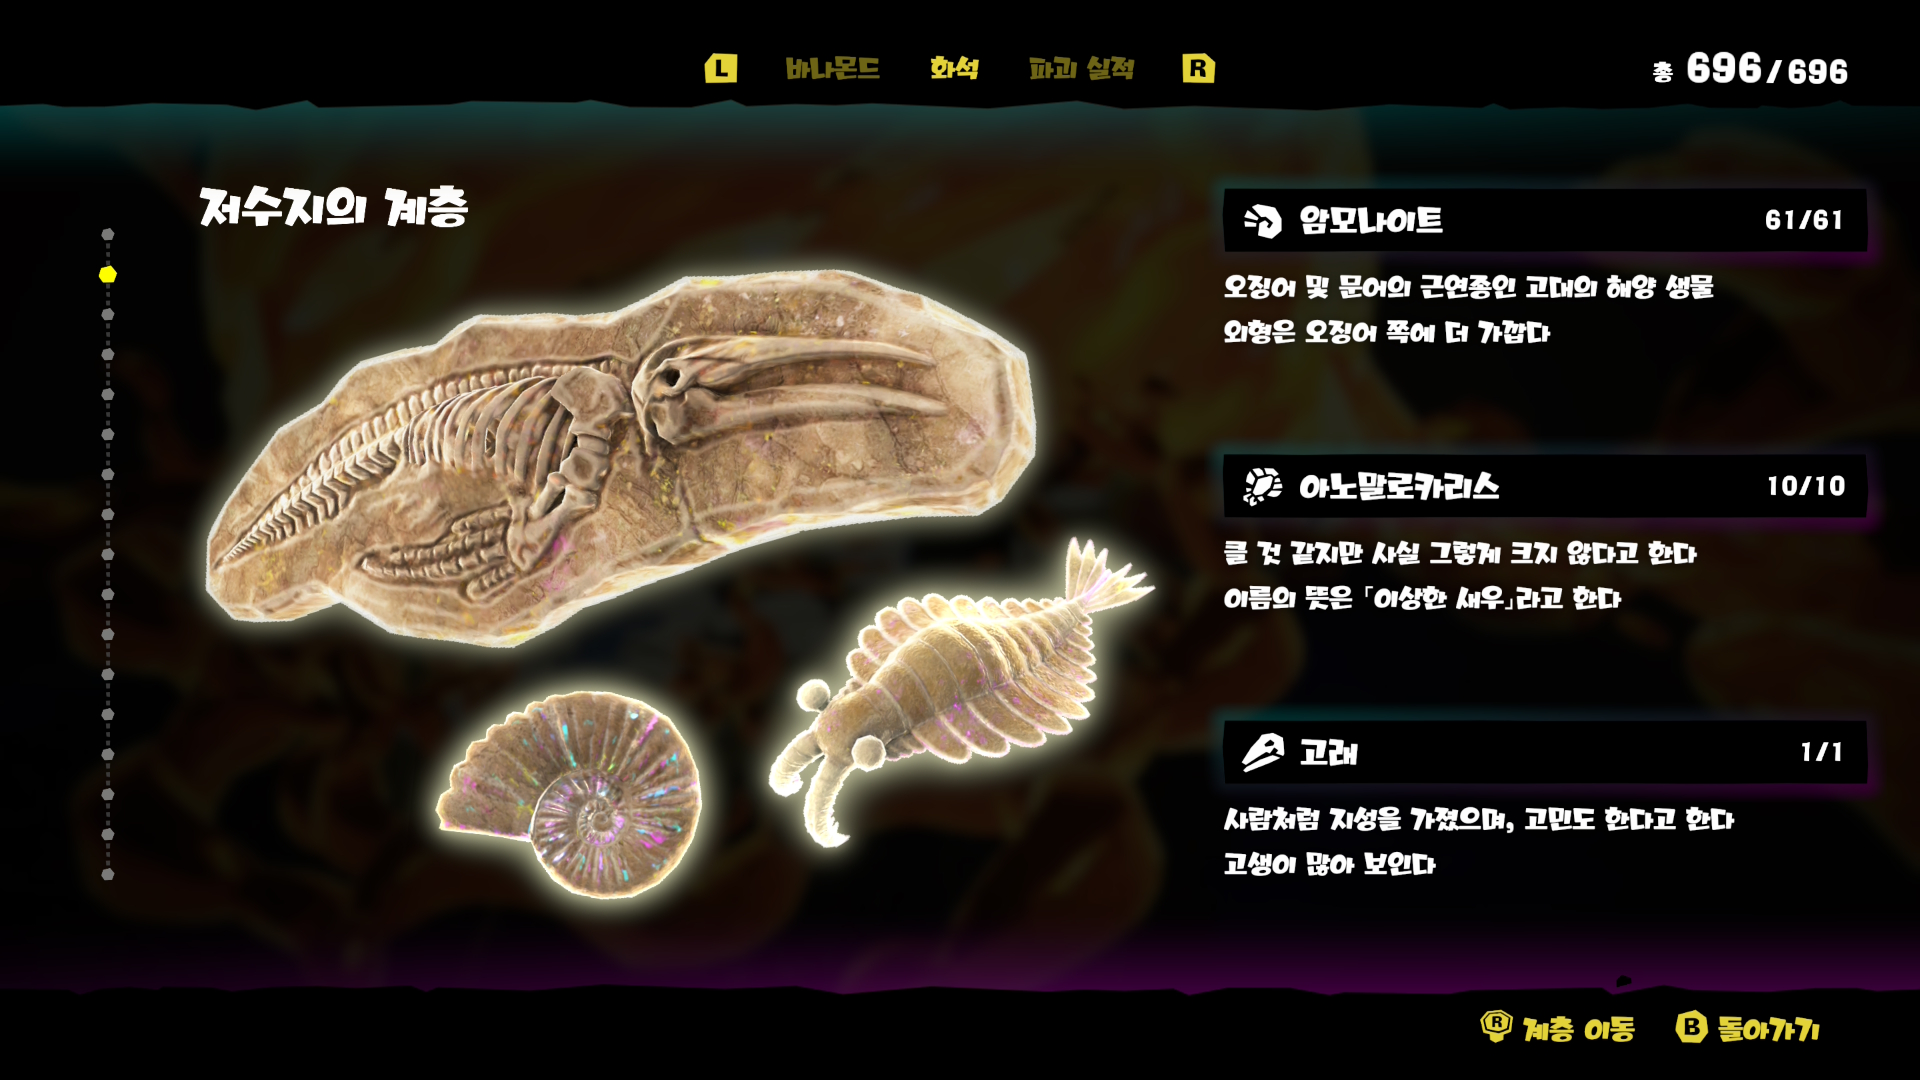 L 바나몬드 화석 파괴 실적 R
총 696/696
저수지의 계층
암모나이트 61/61
오징어 및 문어의 근연종인 고대의 해양 생물
외형은 오징어 쪽에 더 가깝다
아노말로카리스 10/10
클 것 같지만 사실 그렇게 크지 않다고 한다
이름의 뜻은 「이상한 새우」라고 한다
고래 1/1
사람처럼 지성을 가졌으며, 고민도 한다고 한다
고생이 많아 보인다
R 계층 이동 B 돌아가기